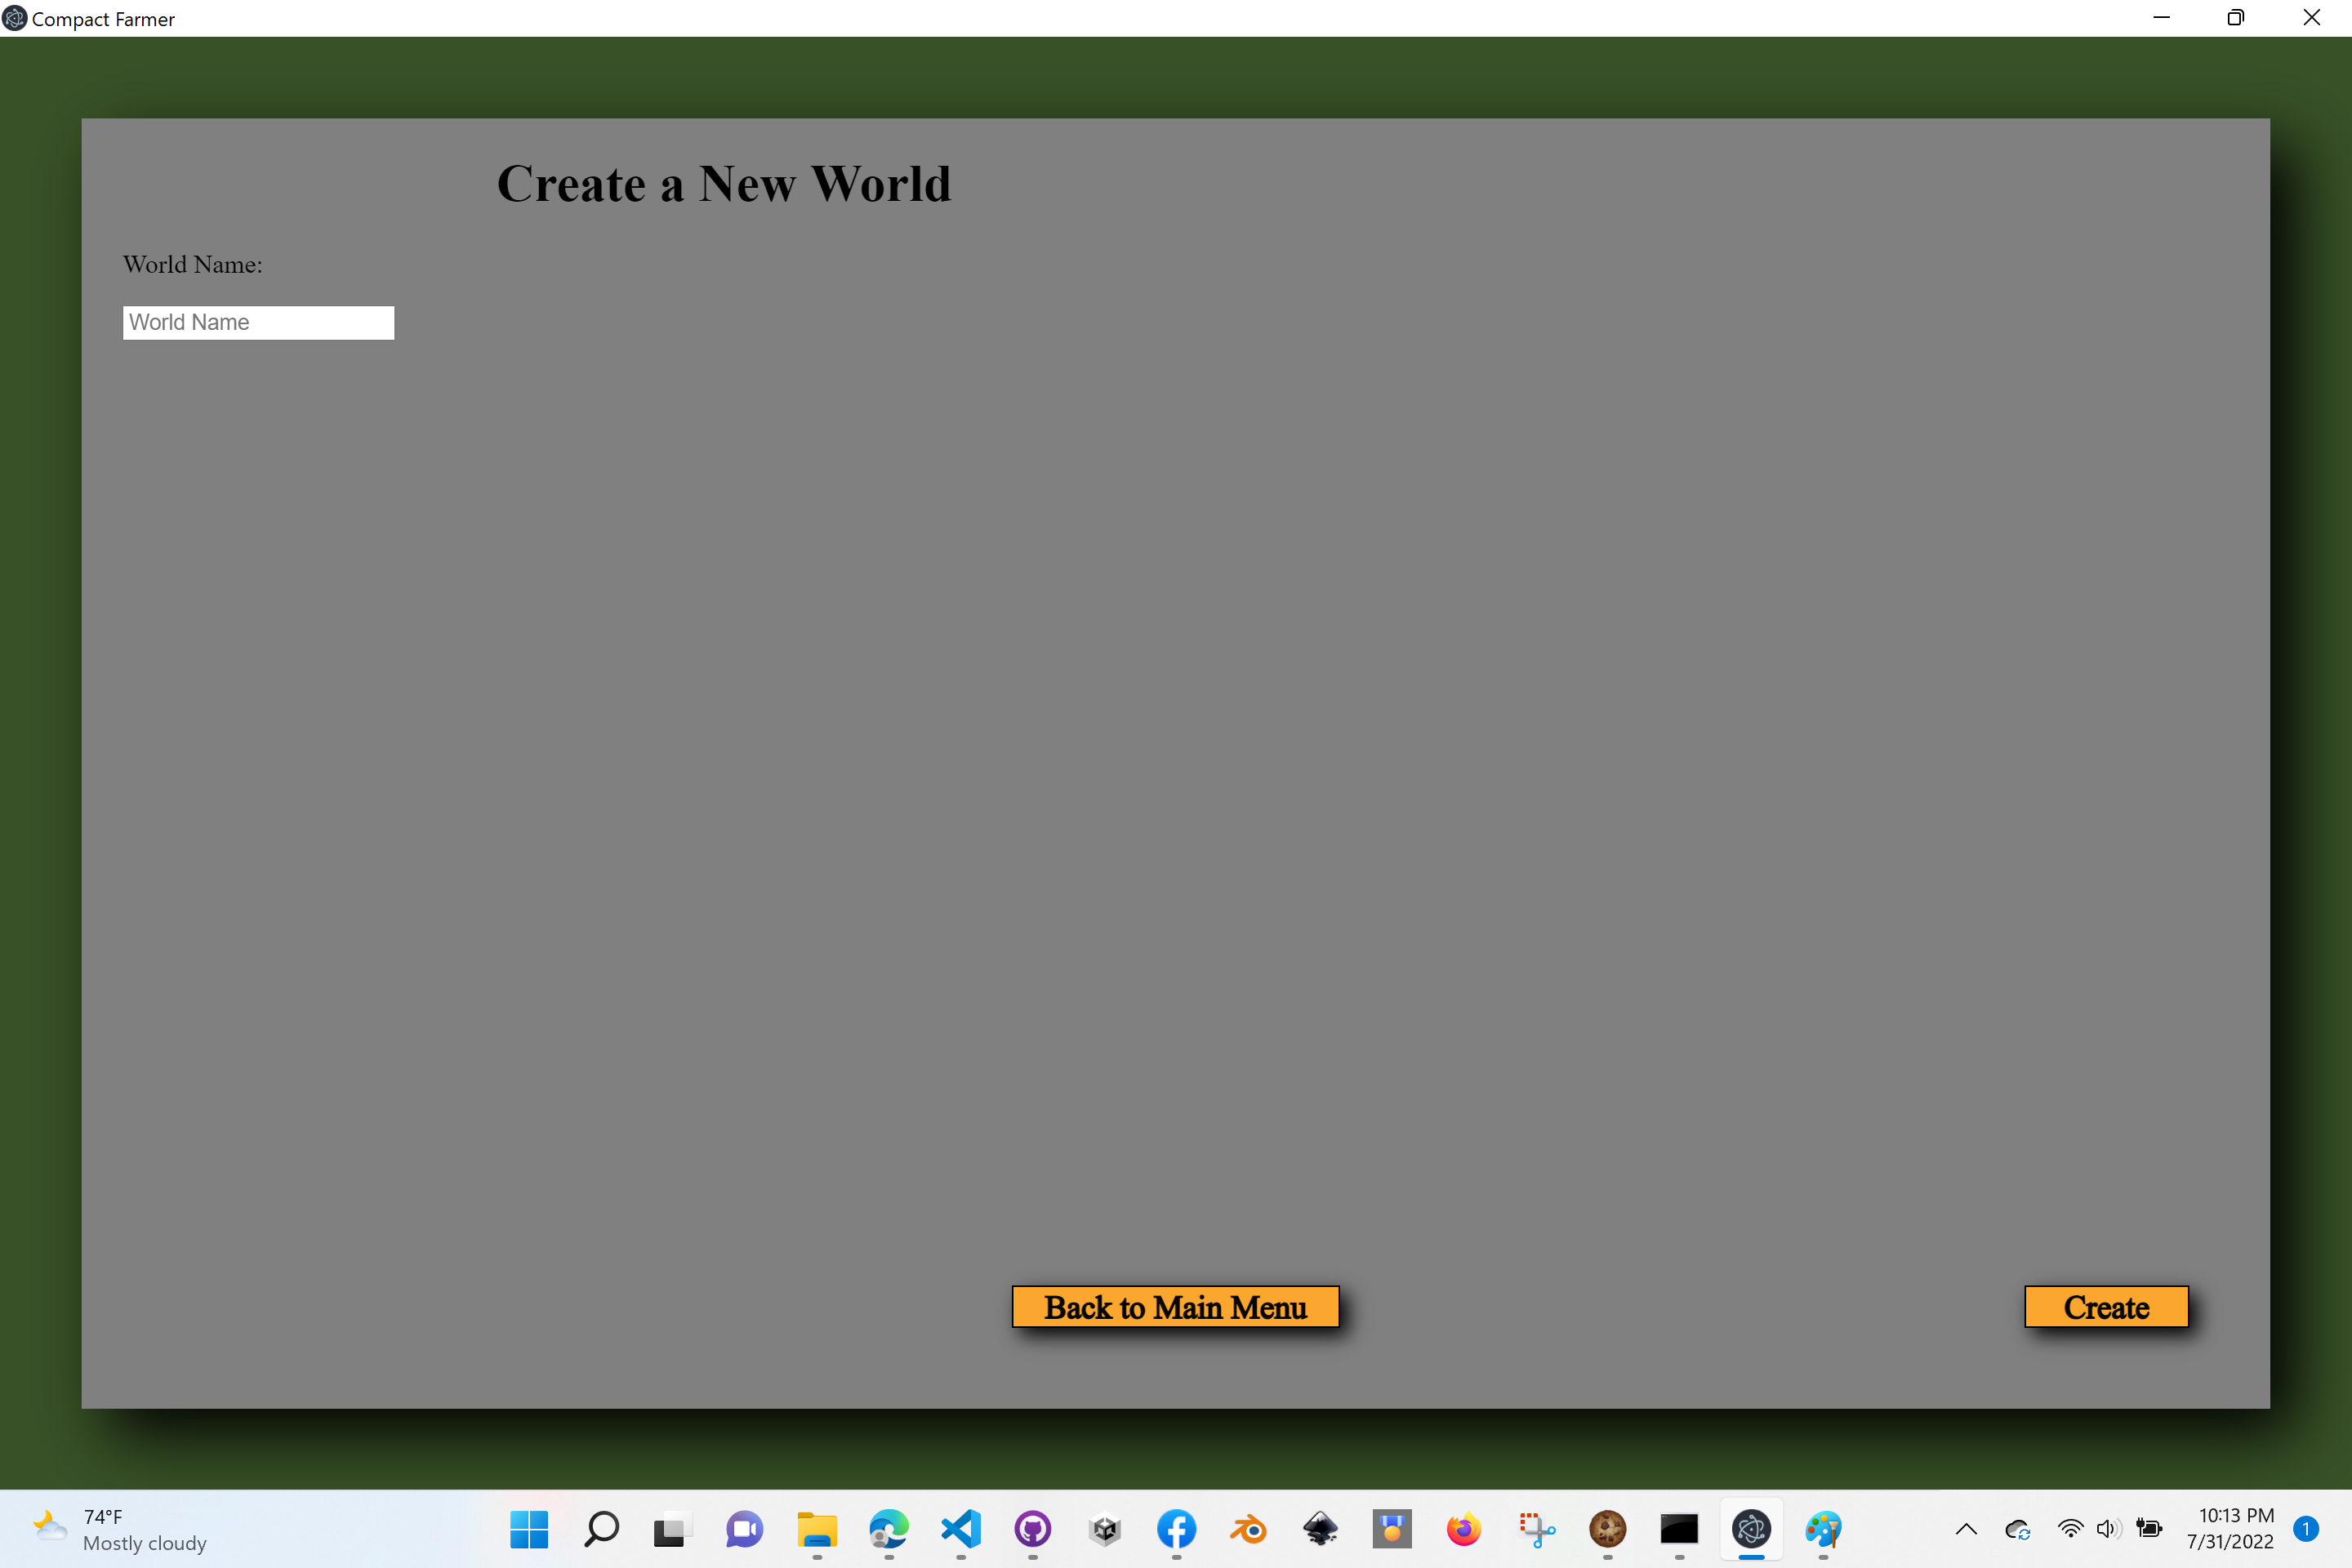 Compact Farmer
Create a New World
World Name:
World Name
Back to Main Menu
Create
74°F
Mostly cloudy
10:13 PM
7/31/2022
1